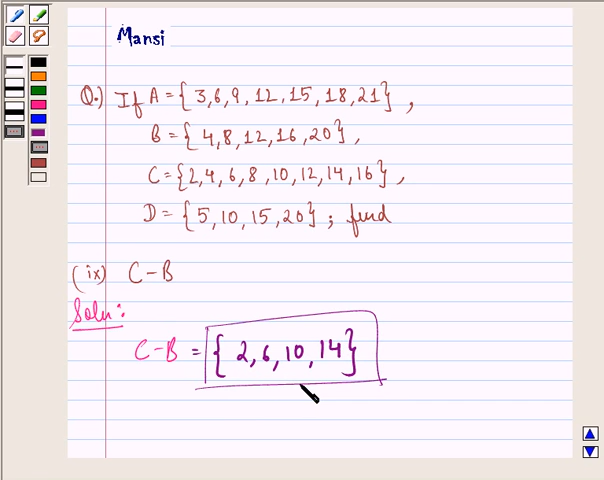 Mansi
Q.) If A = { 3, 6, 9, 12, 15, 18, 21 } ,
B = { 4, 8, 12, 16, 20 } ,
C = { 2, 4, 6, 8, 10, 12, 14, 16 } ,
D = { 5, 10, 15, 20 } ; find
(ix) C - B
Soln :
C - B = { 2, 6, 10, 14 }